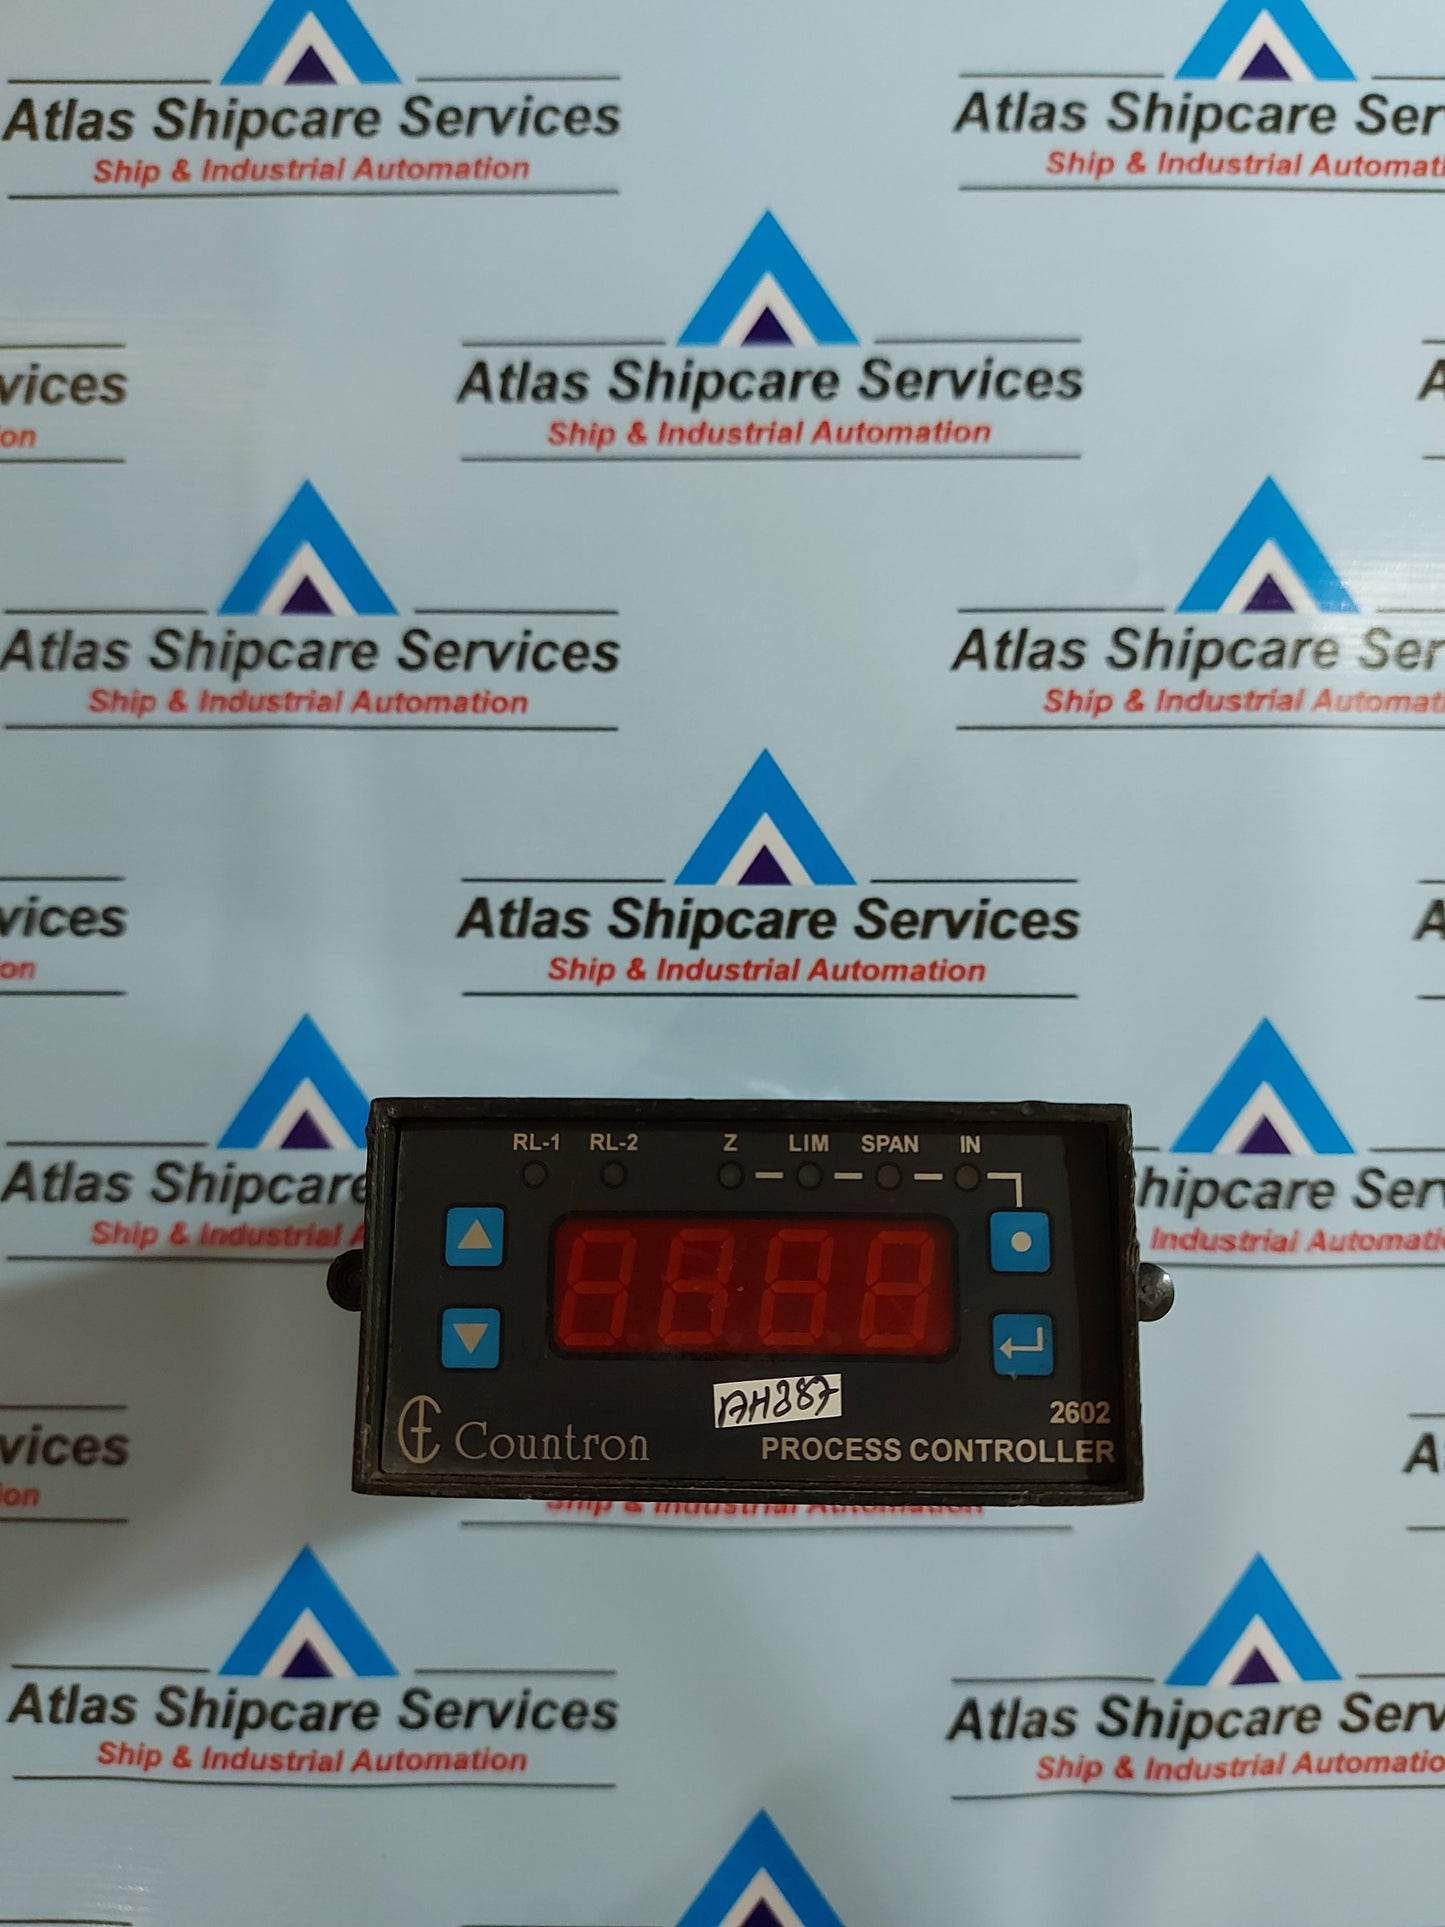 Atlas Shipcare Services
Ship & Industrial Automation
Atlas Shipcare Ser
Ship & Industrial Automati
vices
on
Atlas Shipcare Services
Ship & Industrial Automation
A
Atlas Shipcare Services
Ship & Industrial Automation
Atlas Shipcare Ser
Ship & Industrial Automati
vices
on
Atlas Shipcare Services
Ship & Industrial Automation
A
Atlas Shipcare
Ship & Industrial A
hipcare Ser
Industrial Automati
RL-1 RL-2 Z LIM SPAN IN
2602
Countron
PROCESS CONTROLLER
vices
on
A
Ship & Industrial Automation
Atlas Shipcare Services
Ship & Industrial Automation
Atlas Shipcare Serv
Ship & Industrial Automatio